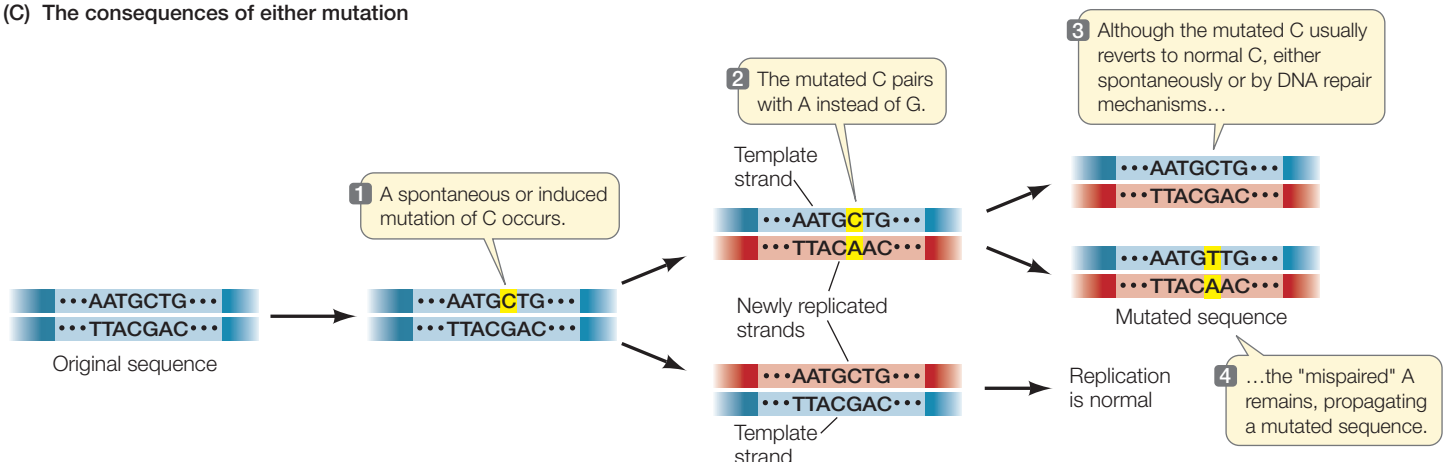 (C) The consequences of either mutation
1 A spontaneous or induced
mutation of C occurs.
2 The mutated C pairs
with A instead of G.
3 Although the mutated C usually
reverts to normal C, either
spontaneously or by DNA repair
mechanisms…
•••AATGCTG•••
•••TTACGAC•••
Original sequence
•••AATGCTG•••
•••TTACGAC•••
Template
strand
•••AATGCTG•••
•••TTACAAC•••
Newly replicated
strands
•••AATGCTG•••
•••TTACGAC•••
Template
strand
•••AATGCTG•••
•••TTACGAC•••
•••AATGTTG•••
•••TTACAAC•••
Mutated sequence
Replication
is normal
4 …the "mispaired" A
remains, propagating
a mutated sequence.